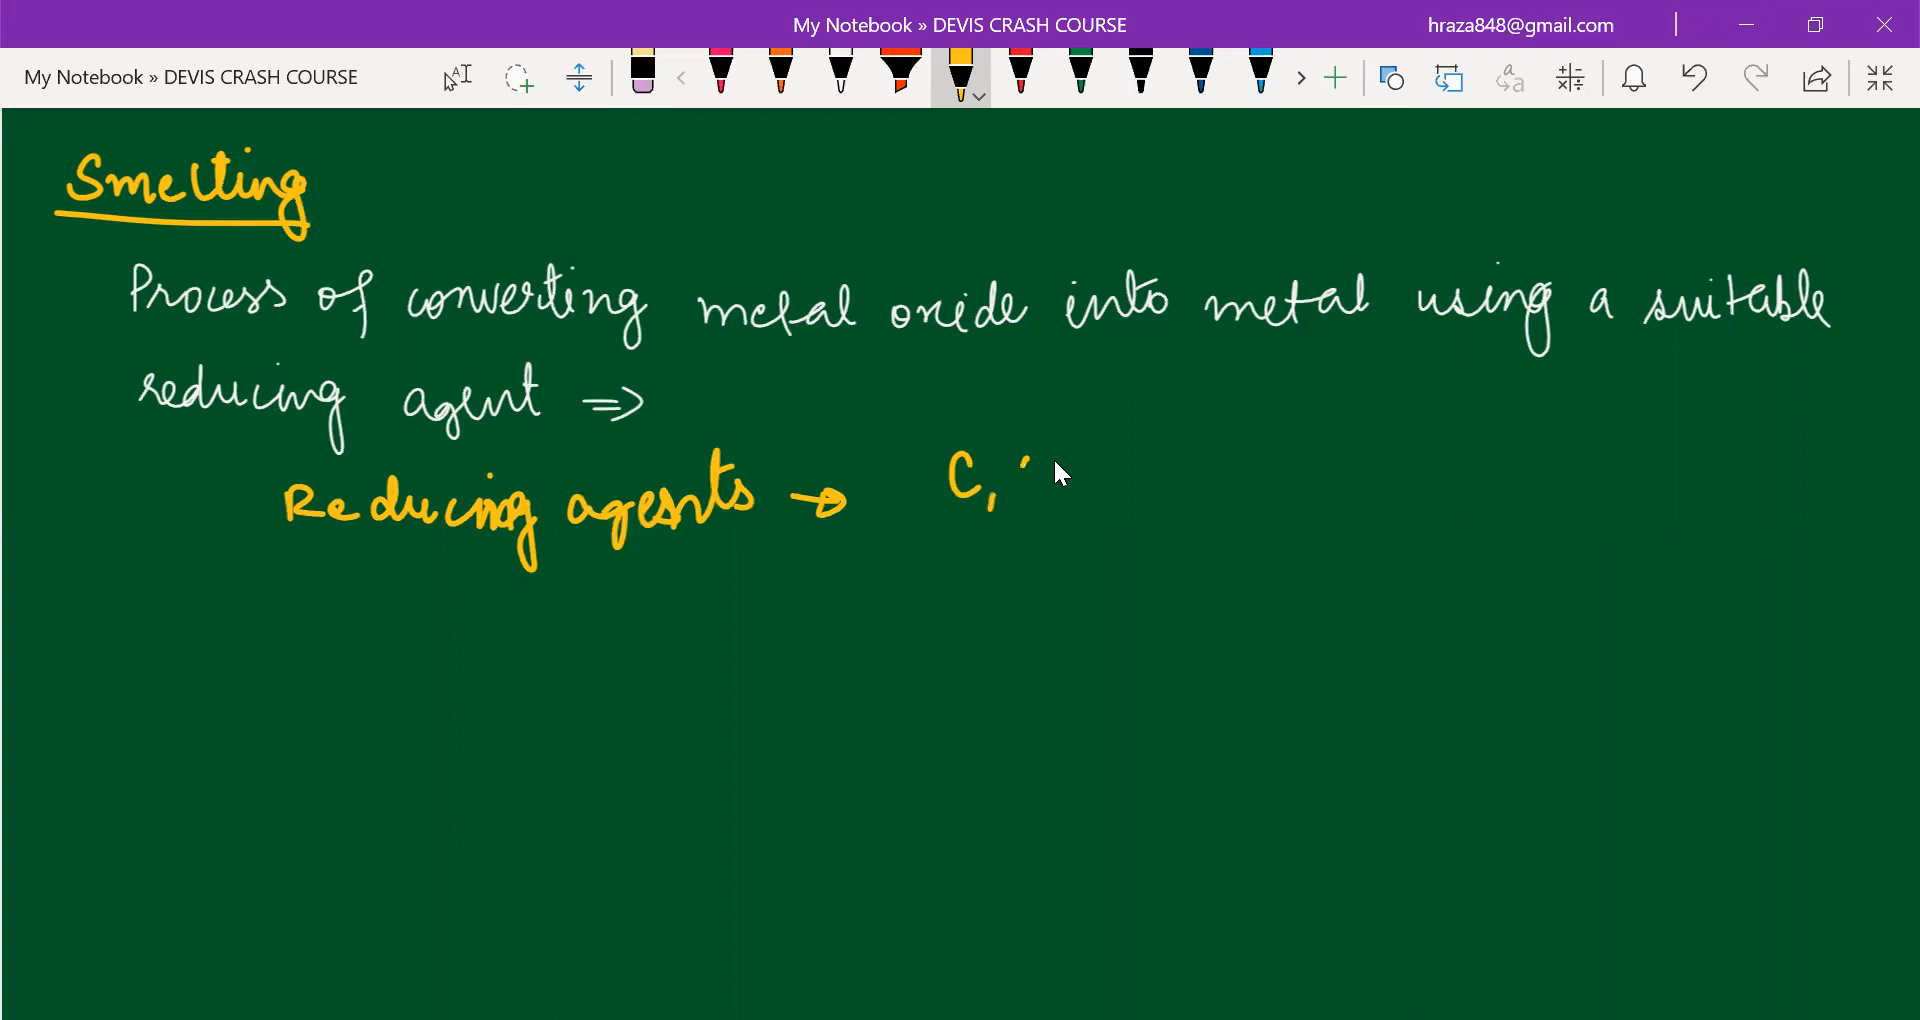 My Notebook » DEVIS CRASH COURSE
hraza848@gmail.com
My Notebook » DEVIS CRASH COURSE
Smelting
Process of converting metal oxide into metal using a suitable
reducing agent ⇒
Reducing agents → C,